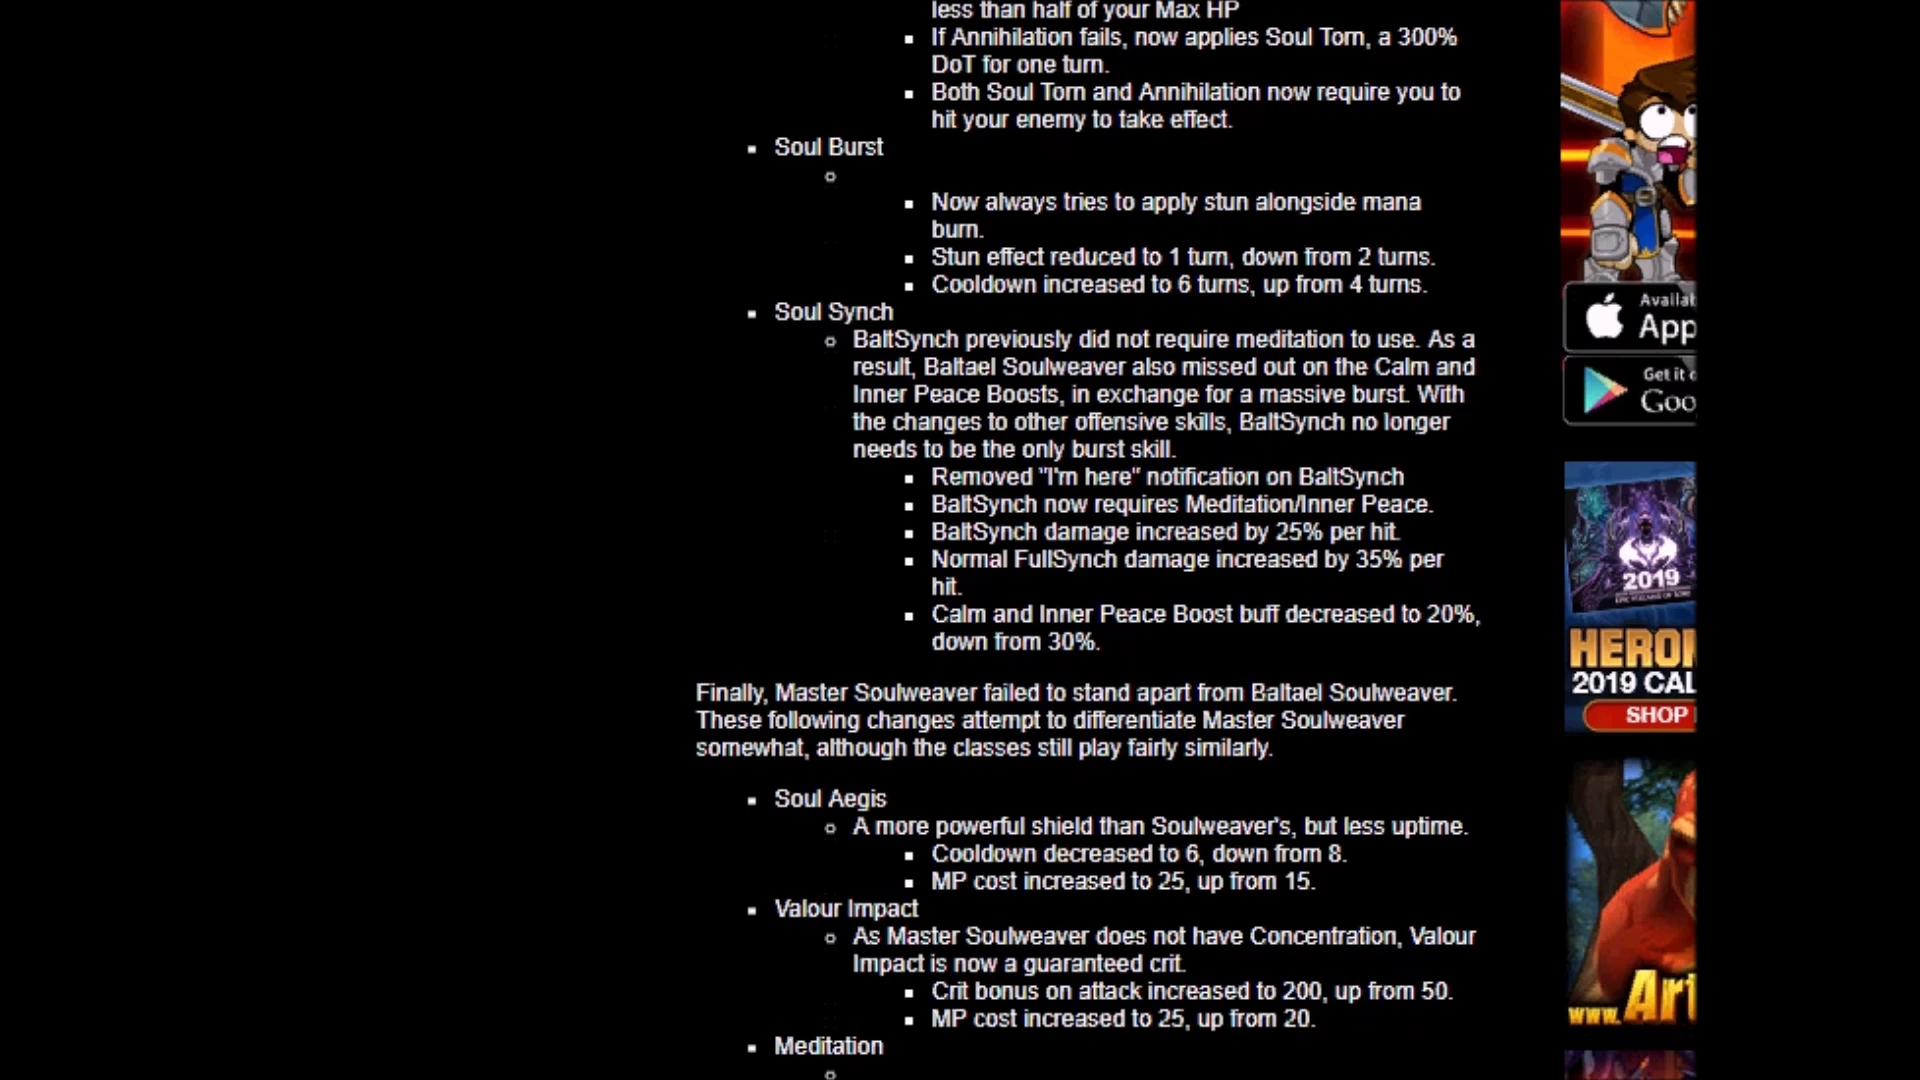 less than half of your Max HP
If Annihilation fails, now applies Soul Torn, a 300%
DoT for one turn.
Both Soul Torn and Annihilation now require you to
hit your enemy to take effect.
Soul Burst
Now always tries to apply stun alongside mana
burn.
Stun effect reduced to 1 turn, down from 2 turns.
Cooldown increased to 6 turns, up from 4 turns.
Soul Synch
BaltSynch previously did not require meditation to use. As a
result, Baltael Soulweaver also missed out on the Calm and
Inner Peace Boosts, in exchange for a massive burst. With
the changes to other offensive skills, BaltSynch no longer
needs to be the only burst skill.
Removed "I'm here" notification on BaltSynch
BaltSynch now requires Meditation/Inner Peace.
BaltSynch damage increased by 25% per hit.
Normal FullSynch damage increased by 35% per
hit.
Calm and Inner Peace Boost buff decreased to 20%,
down from 30%.
Finally, Master Soulweaver failed to stand apart from Baltael Soulweaver.
These following changes attempt to differentiate Master Soulweaver
somewhat, although the classes still play fairly similarly.
Soul Aegis
A more powerful shield than Soulweaver's, but less uptime.
Cooldown decreased to 6, down from 8.
MP cost increased to 25, up from 15.
Valour Impact
As Master Soulweaver does not have Concentration, Valour
Impact is now a guaranteed crit.
Crit bonus on attack increased to 200, up from 50.
MP cost increased to 25, up from 20.
Meditation
Availab
App
Get it o
Goo
2019
HEROM
2019 CAL
SHOP
Art
www.